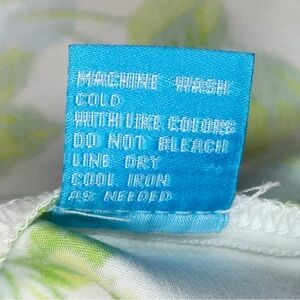 MACHINE WASH
COLD
WITH LIKE COLORS
DO NOT BLEACH
LINE DRY
COOL IRON
AS NEEDED